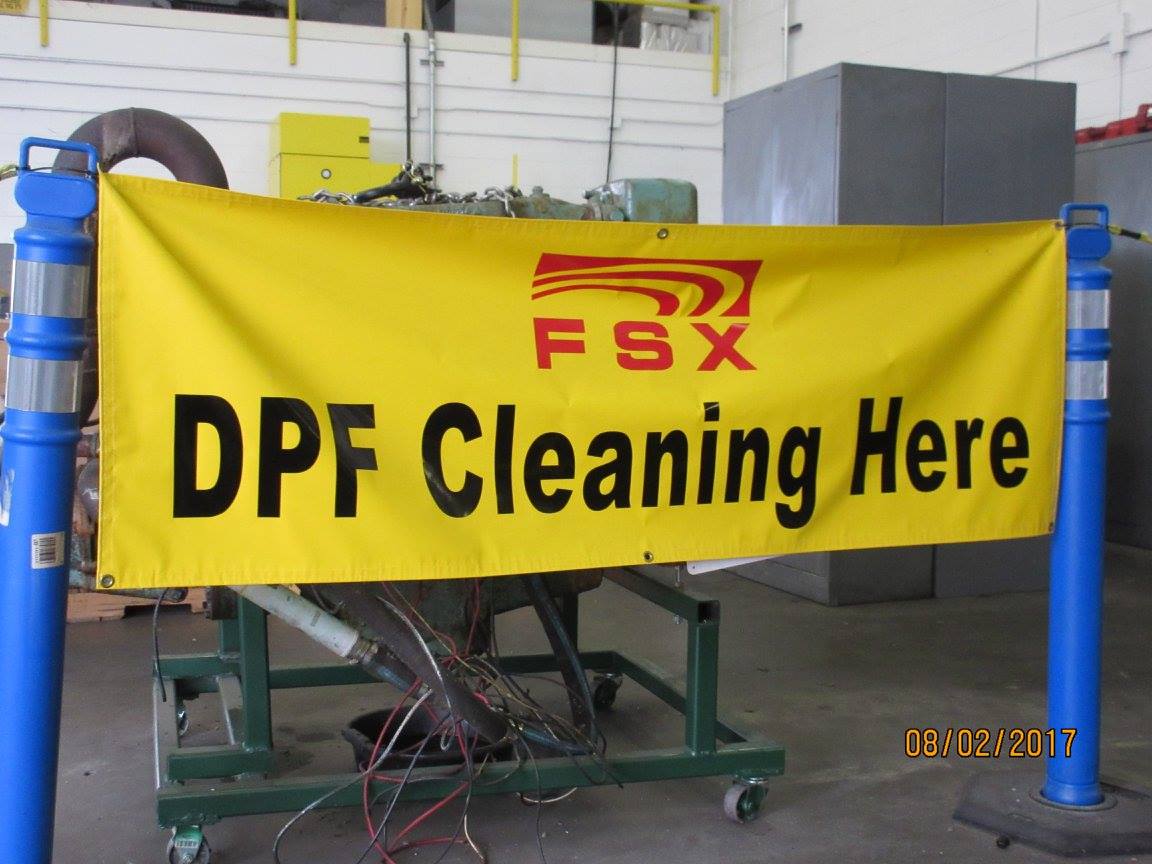 FSX
DPF Cleaning Here
08/02/2017